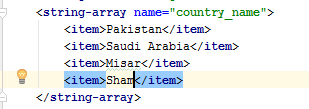 <string-array name="country_name">
<item>Pakistan</item>
<item>Saudi Arabia</item>
<item>Misar</item>
<item>Sham</item>
</string-array>